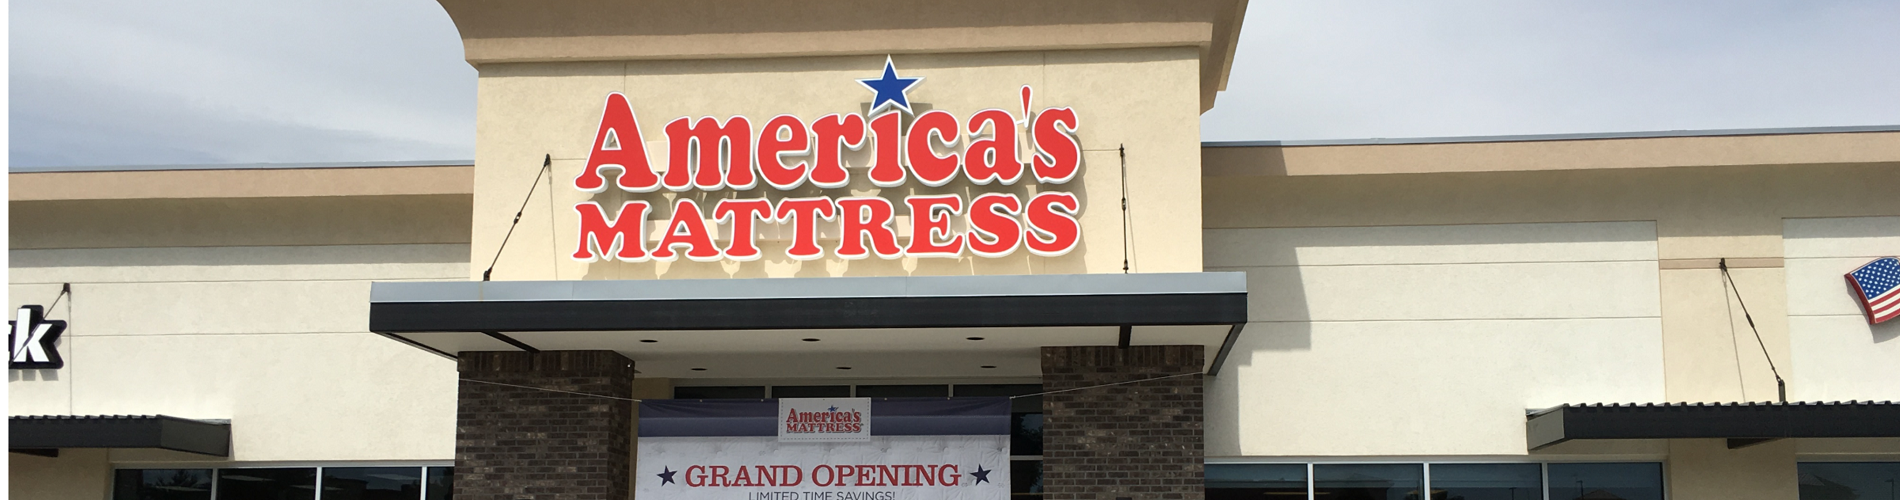 America's
MATTRESS
k
America's
MATTRESS
GRAND OPENING
LIMITED TIME SAVINGS!